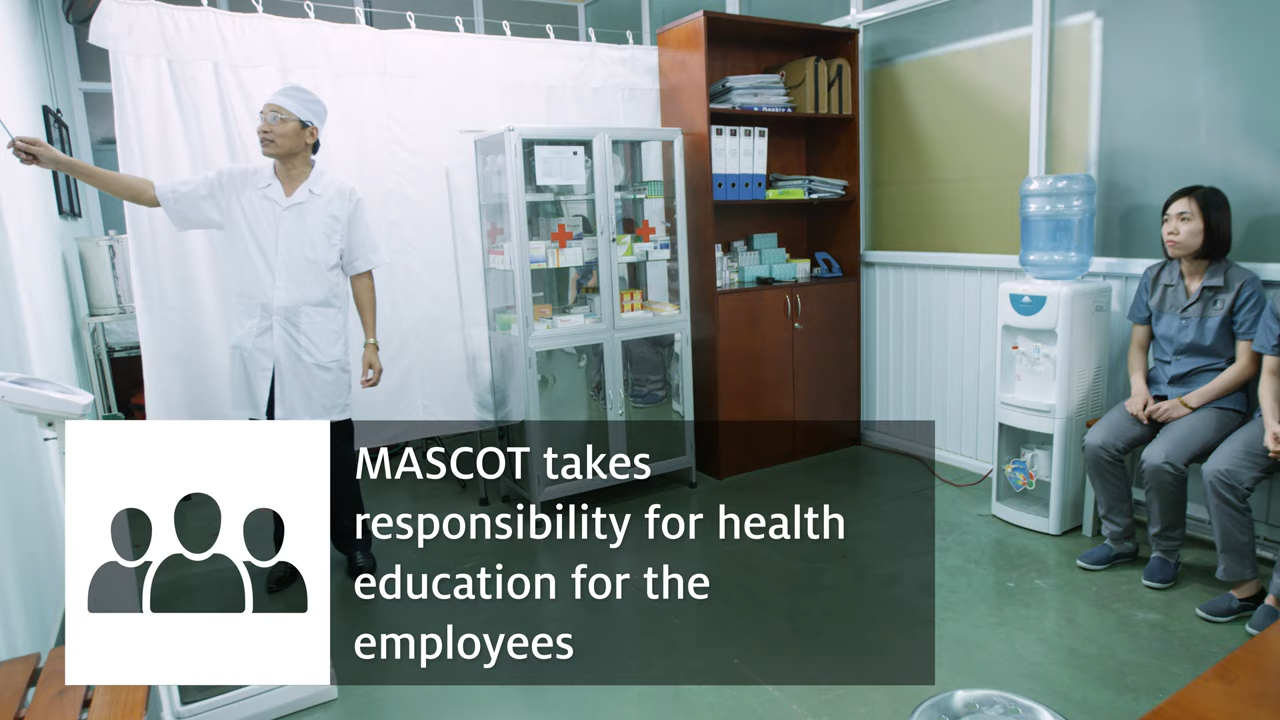 MASCOT takes
responsibility for health
education for the
employees